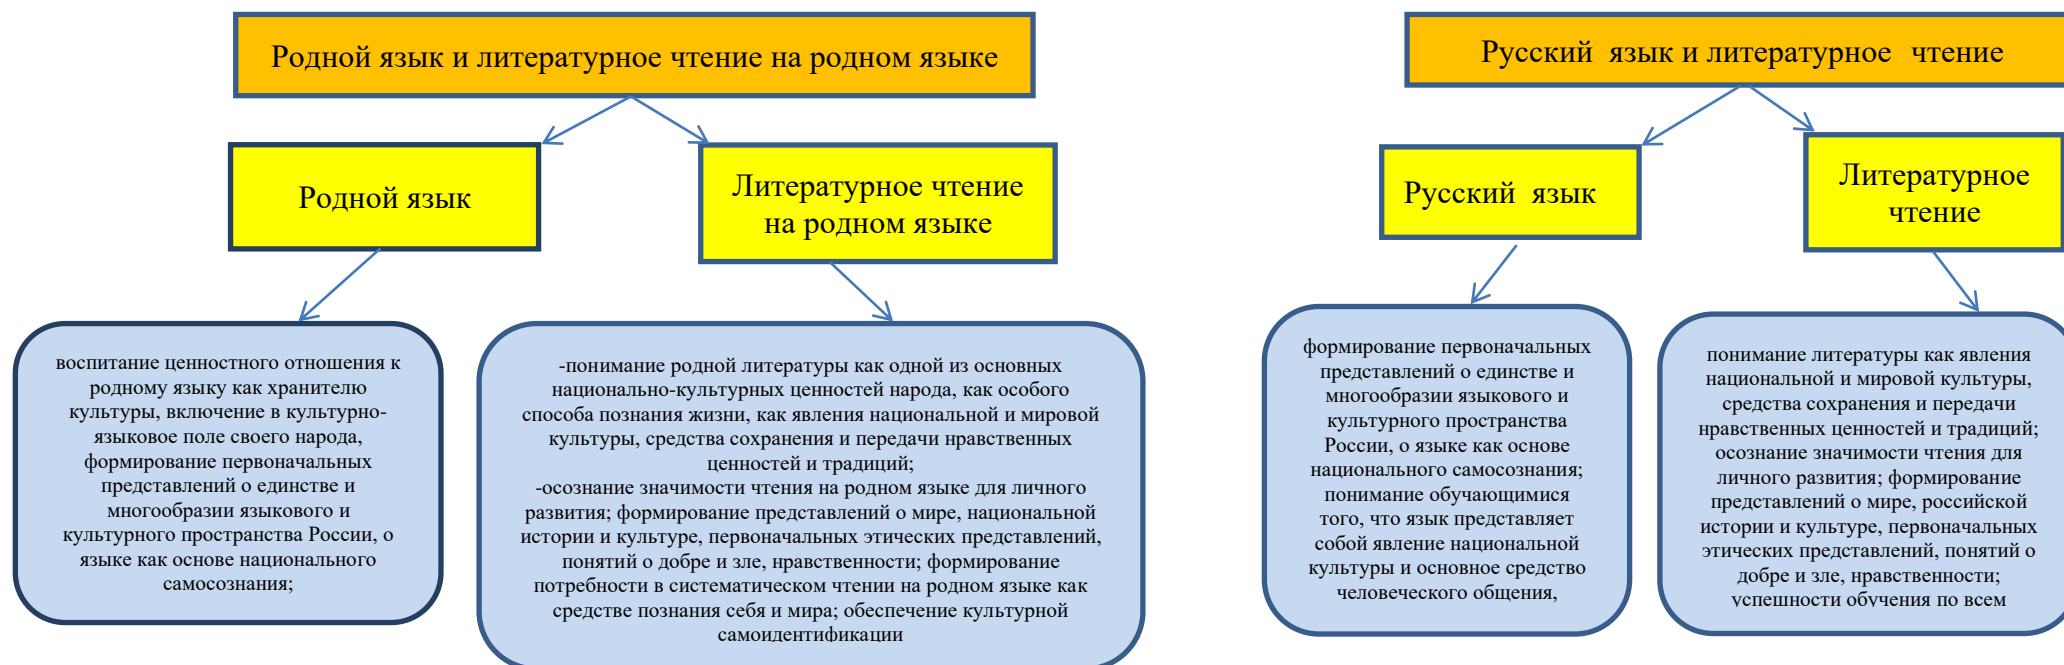 Родной язык и литературное чтение на родном языке
Родной язык
Литературное чтение
на родном языке
воспитание ценностного отношения к
родному языку как хранителю
культуры, включение в культурно-
языковое поле своего народа,
формирование первоначальных
представлений о единстве и
многообразии языкового и
культурного пространства России, о
языке как основе национального
самосознания;
-понимание родной литературы как одной из основных
национально-культурных ценностей народа, как особого
способа познания жизни, как явления национальной и мировой
культуры, средства сохранения и передачи нравственных
ценностей и традиций;
-осознание значимости чтения на родном языке для личного
развития; формирование представлений о мире, национальной
истории и культуре, первоначальных этических представлений,
понятий о добре и зле, нравственности; формирование
потребности в систематическом чтении на родном языке как
средстве познания себя и мира; обеспечение культурной
самоидентификации
Русский язык и литературное чтение
Русский язык
Литературное
чтение
формирование первоначальных
представлений о единстве и
многообразии языкового и
культурного пространства
России, о языке как основе
национального самосознания;
понимание обучающимися
того, что язык представляет
собой явление национальной
культуры и основное средство
человеческого общения,
понимание литературы как явления
национальной и мировой культуры,
средства сохранения и передачи
нравственных ценностей и традиций;
осознание значимости чтения для
личного развития; формирование
представлений о мире, российской
истории и культуре, первоначальных
этических представлений, понятий о
добре и зле, нравственности;
успешности обучения по всем